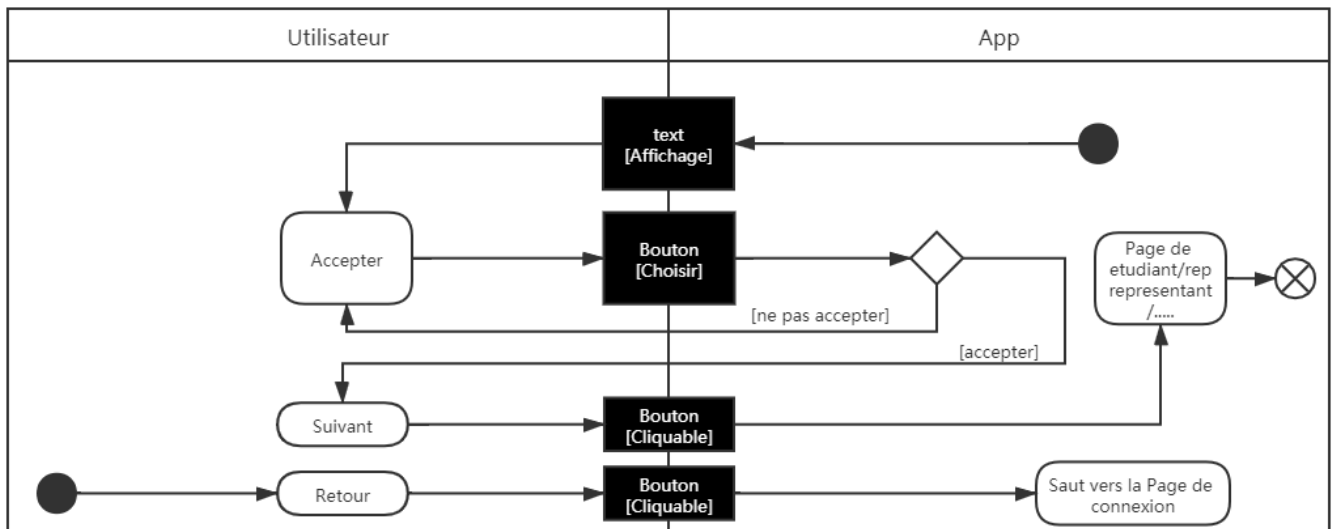 Utilisateur
App
text
[Affichage]
Accepter
Bouton
[Choisir]
Page de
etudiant/rep
representant
/.....
[ne pas accepter]
[accepter]
Suivant
Bouton
[Cliquable]
Retour
Bouton
[Cliquable]
Saut vers la Page de
connexion